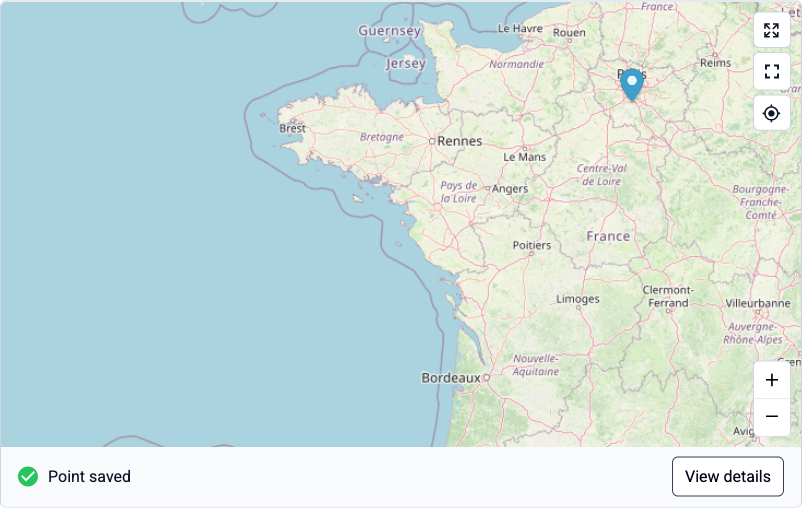 France.
Guernsey
Le Havre
Rouen
Jersey
Normandie
Reims
Brest
Bretagne
Rennes
Le Mans
Centre-Val
de Loire
Pays de
la Loire
Angers
Bourgogne-
Franche-
Comté
France
Poitiers
Limoges
Clermont-
Ferrand
Villeurbanne
Auvergne-
Rhône-Alpes
Nouvelle-
Aquitaine
Bordeaux
+
−
Point saved
View details